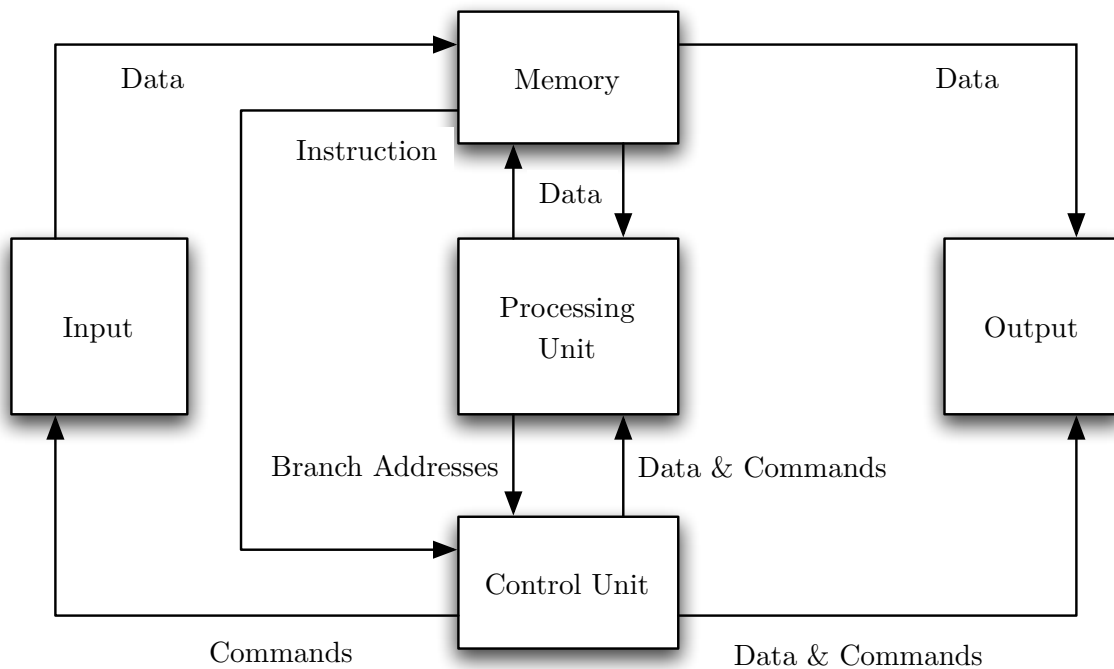 Memory
Data
Data
Instruction
Data
Input
Processing
Unit
Output
Branch Addresses
Data & Commands
Control Unit
Commands
Data & Commands